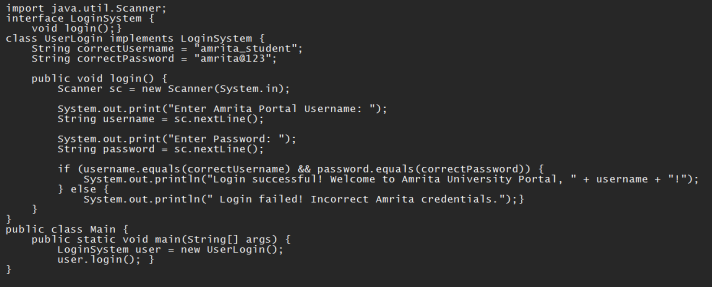 import java.util.Scanner;
interface LoginSystem {
    void login();}
class UserLogin implements LoginSystem {
    String correctUsername = "amrita_student";
    String correctPassword = "amrita@123";

    public void login() {
        Scanner sc = new Scanner(System.in);

        System.out.print("Enter Amrita Portal Username: ");
        String username = sc.nextLine();

        System.out.print("Enter Password: ");
        String password = sc.nextLine();

        if (username.equals(correctUsername) && password.equals(correctPassword)) {
            System.out.println("Login successful! Welcome to Amrita University Portal, " + username + "!");
        } else {
            System.out.println(" Login failed! Incorrect Amrita credentials.");}
    }
}
public class Main {
    public static void main(String[] args) {
        LoginSystem user = new UserLogin();
        user.login(); }
}